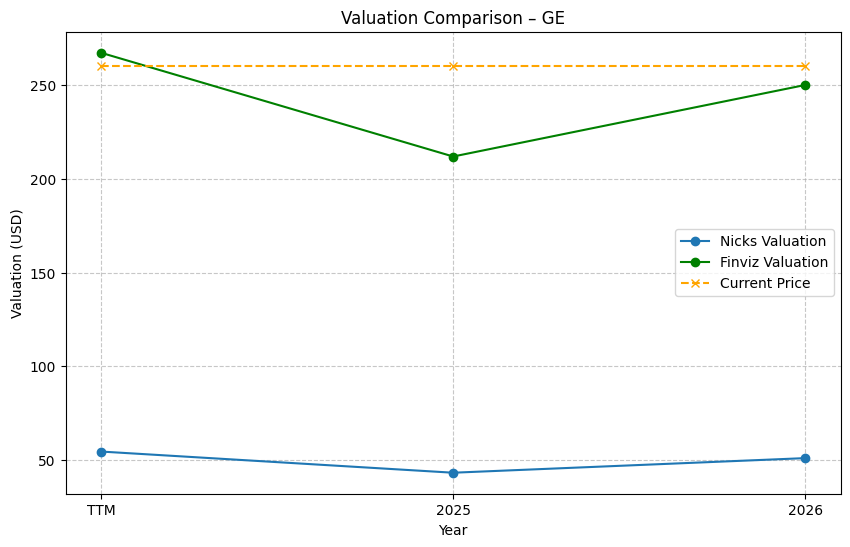 Valuation Comparison – GE
Valuation (USD)
250
200
150
100
50
Nicks Valuation
Finviz Valuation
Current Price
TTM
2025
2026
Year